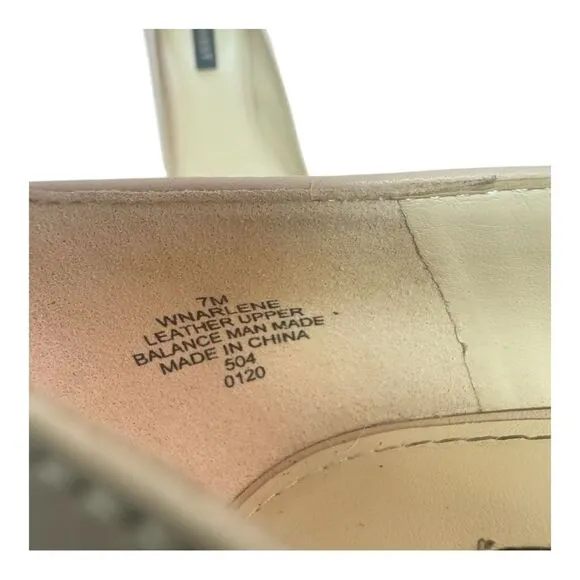 7M
WNARLENE
LEATHER UPPER
BALANCE MAN MADE
MADE IN CHINA
504
0120